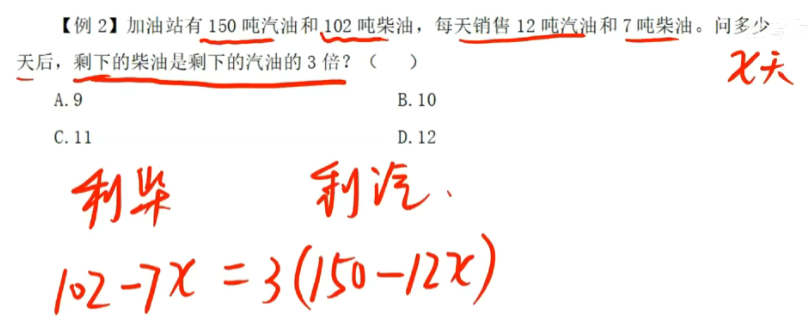 【例 2】加油站有 150 吨汽油和 102 吨柴油，每天销售 12 吨汽油和 7 吨柴油。问多少
天后，剩下的柴油是剩下的汽油的 3 倍？（　　）
x天
A.9
B.10
C.11
D.12
剩柴
剩汽
102-7x=3(150-12x)